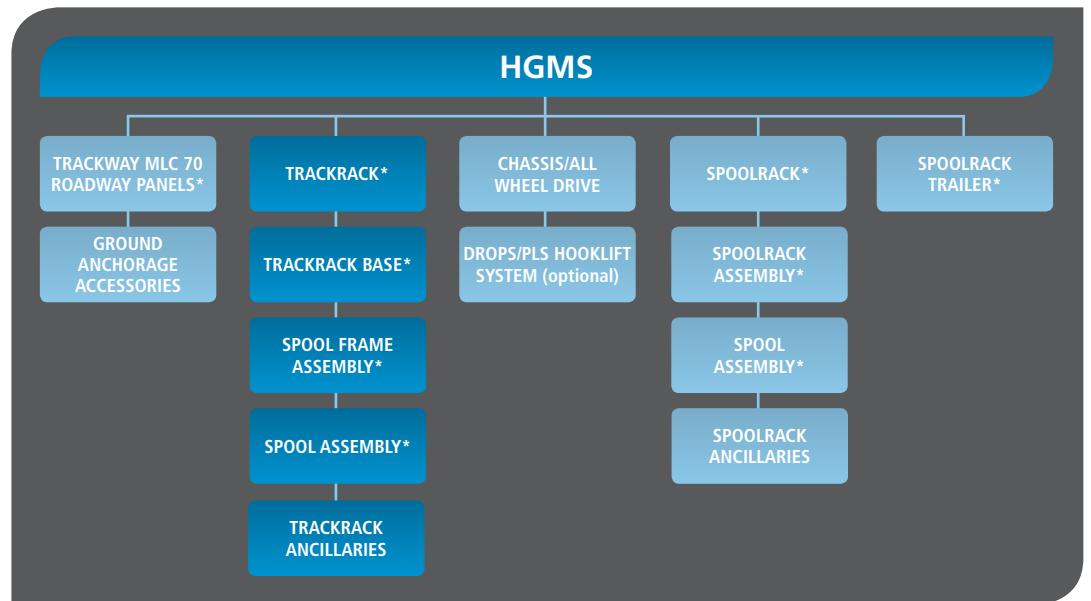 HGMS
TRACKWAY MLC 70
ROADWAY PANELS*
GROUND
ANCHORAGE
ACCESSORIES
TRACKRACK*
TRACKRACK BASE*
SPOOL FRAME
ASSEMBLY*
SPOOL ASSEMBLY*
TRACKRACK
ANCILLARIES
CHASSIS/ALL
WHEEL DRIVE
DROPS/PLS HOOKLIFT
SYSTEM (optional)
SPOOLRACK*
SPOOLRACK
ASSEMBLY*
SPOOL
ASSEMBLY*
SPOOLRACK
ANCILLARIES
SPOOLRACK
TRAILER*